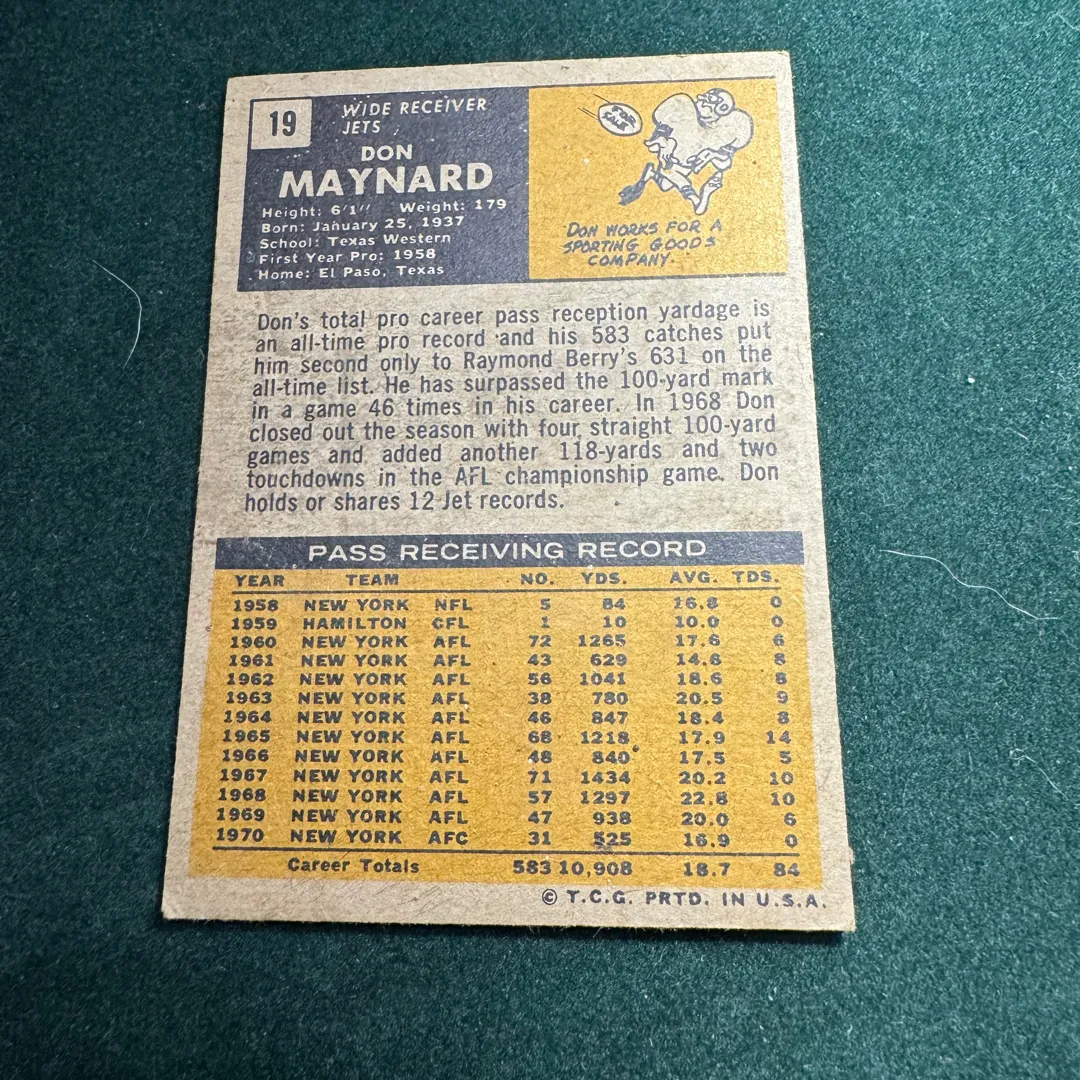 19
WIDE RECEIVER
JETS
DON
MAYNARD
Height: 6'1" Weight: 179
Born: January 25, 1937
School: Texas Western
First Year Pro: 1958
Home: El Paso, Texas
FOR SALE
DON WORKS FOR A
SPORTING GOODS
COMPANY.
Don's total pro career pass reception yardage is
an all-time pro record and his 583 catches put
him second only to Raymond Berry's 631 on the
all-time list. He has surpassed the 100-yard mark
in a game 46 times in his career. In 1968 Don
closed out the season with four straight 100-yard
games and added another 118-yards and two
touchdowns in the AFL championship game. Don
holds or shares 12 Jet records.
PASS RECEIVING RECORD
YEAR TEAM NO. YDS. AVG. TDS.
1958 NEW YORK NFL 5 84 16.8 0
1959 HAMILTON CFL 1 10 10.0 0
1960 NEW YORK AFL 72 1265 17.6 6
1961 NEW YORK AFL 43 629 14.6 8
1962 NEW YORK AFL 56 1041 18.6 8
1963 NEW YORK AFL 38 780 20.5 9
1964 NEW YORK AFL 46 847 18.4 8
1965 NEW YORK AFL 68 1218 17.9 14
1966 NEW YORK AFL 48 840 17.5 5
1967 NEW YORK AFL 71 1434 20.2 10
1968 NEW YORK AFL 57 1297 22.8 10
1969 NEW YORK AFL 47 938 20.0 6
1970 NEW YORK AFC 31 525 16.9 0
Career Totals 583 10,908 18.7 84
© T.C.G. PRTD. IN U.S.A.